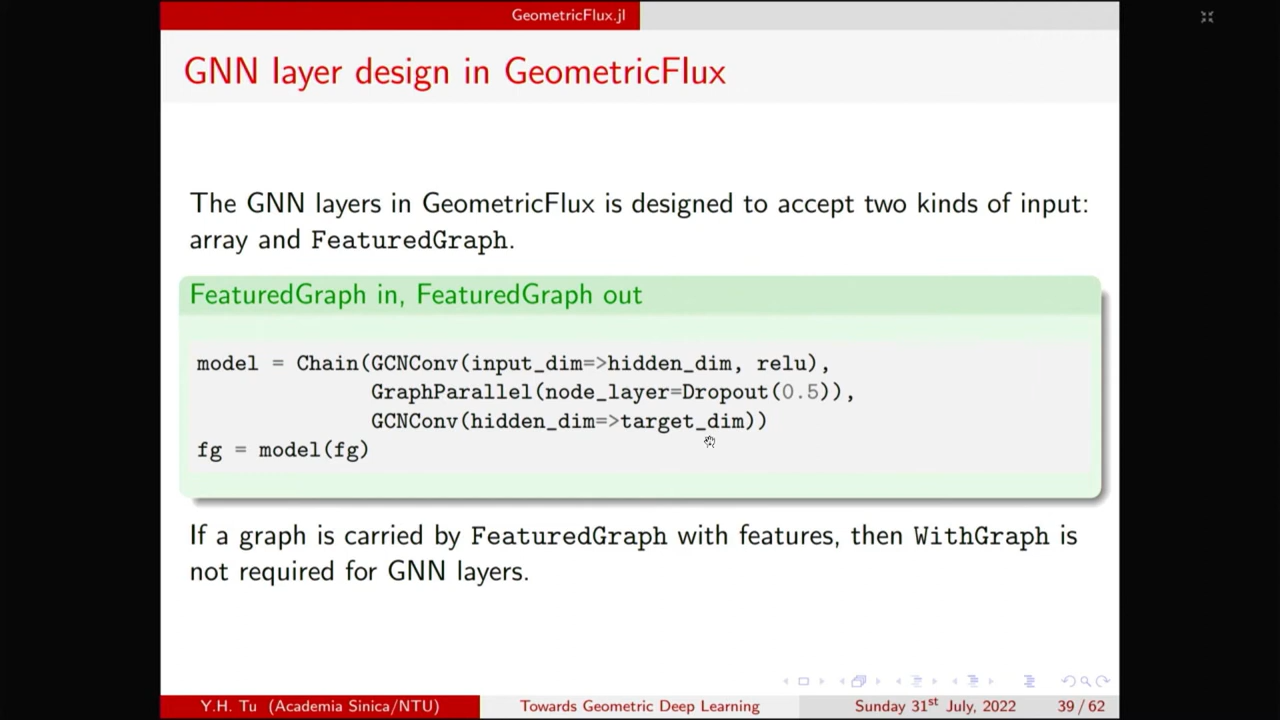 GeometricFlux.jl
GNN layer design in GeometricFlux
The GNN layers in GeometricFlux is designed to accept two kinds of input:
array and FeaturedGraph.
FeaturedGraph in, FeaturedGraph out
model = Chain(GCNConv(input_dim=>hidden_dim, relu),
GraphParallel(node_layer=Dropout(0.5)),
GCNConv(hidden_dim=>target_dim))
fg = model(fg)
If a graph is carried by FeaturedGraph with features, then WithGraph is
not required for GNN layers.
Y.H. Tu (Academia Sinica/NTU) Towards Geometric Deep Learning Sunday 31st July, 2022 39 / 62